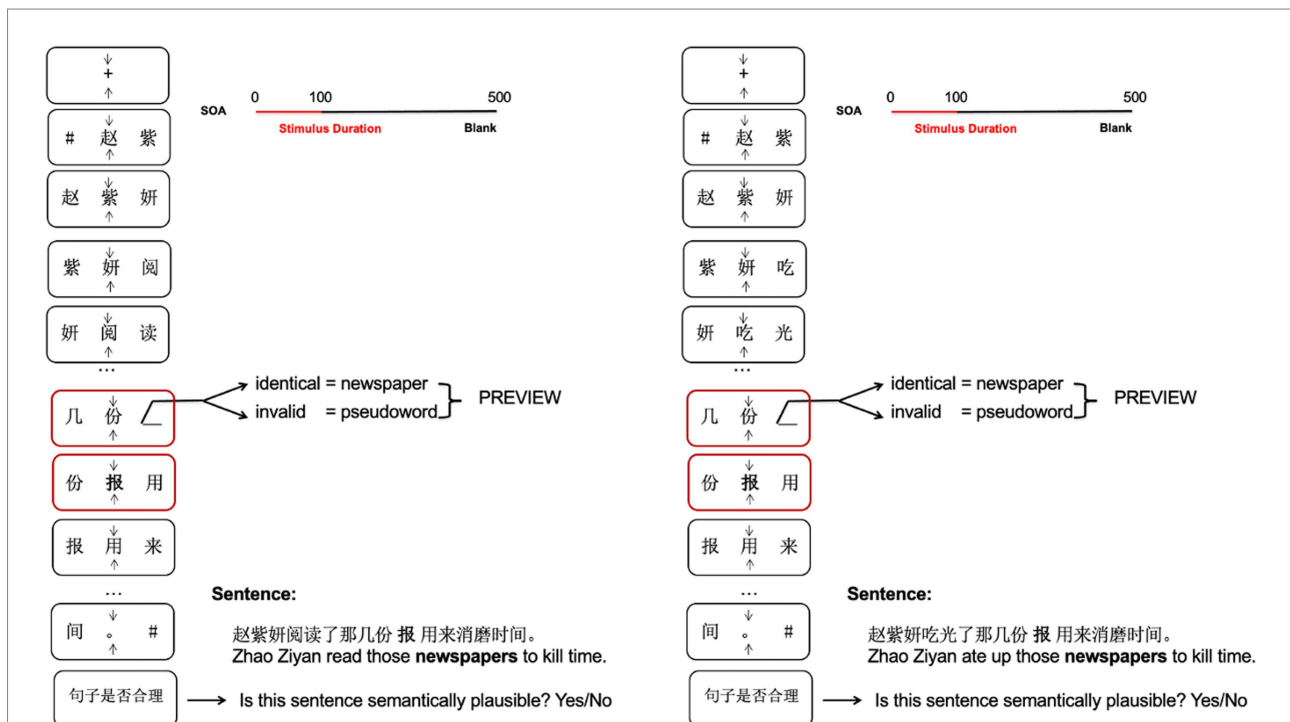 +
SOA 0 100 500
Stimulus Duration Blank
# 赵 紫
赵 紫 妍
紫 妍 阅
妍 阅 读
...
几 份
identical = newspaper
invalid = pseudoword
PREVIEW
份 报 用
报 用 来
...
间 。 #
句子是否合理
Sentence:
赵紫妍阅读了那几份 报 用来消磨时间。
Zhao Ziyan read those newspapers to kill time.
Is this sentence semantically plausible? Yes/No
+
SOA 0 100 500
Stimulus Duration Blank
# 赵 紫
赵 紫 妍
紫 妍 吃
妍 吃 光
...
几 份
identical = newspaper
invalid = pseudoword
PREVIEW
份 报 用
报 用 来
...
间 。 #
句子是否合理
Sentence:
赵紫妍吃光了那几份 报 用来消磨时间。
Zhao Ziyan ate up those newspapers to kill time.
Is this sentence semantically plausible? Yes/No